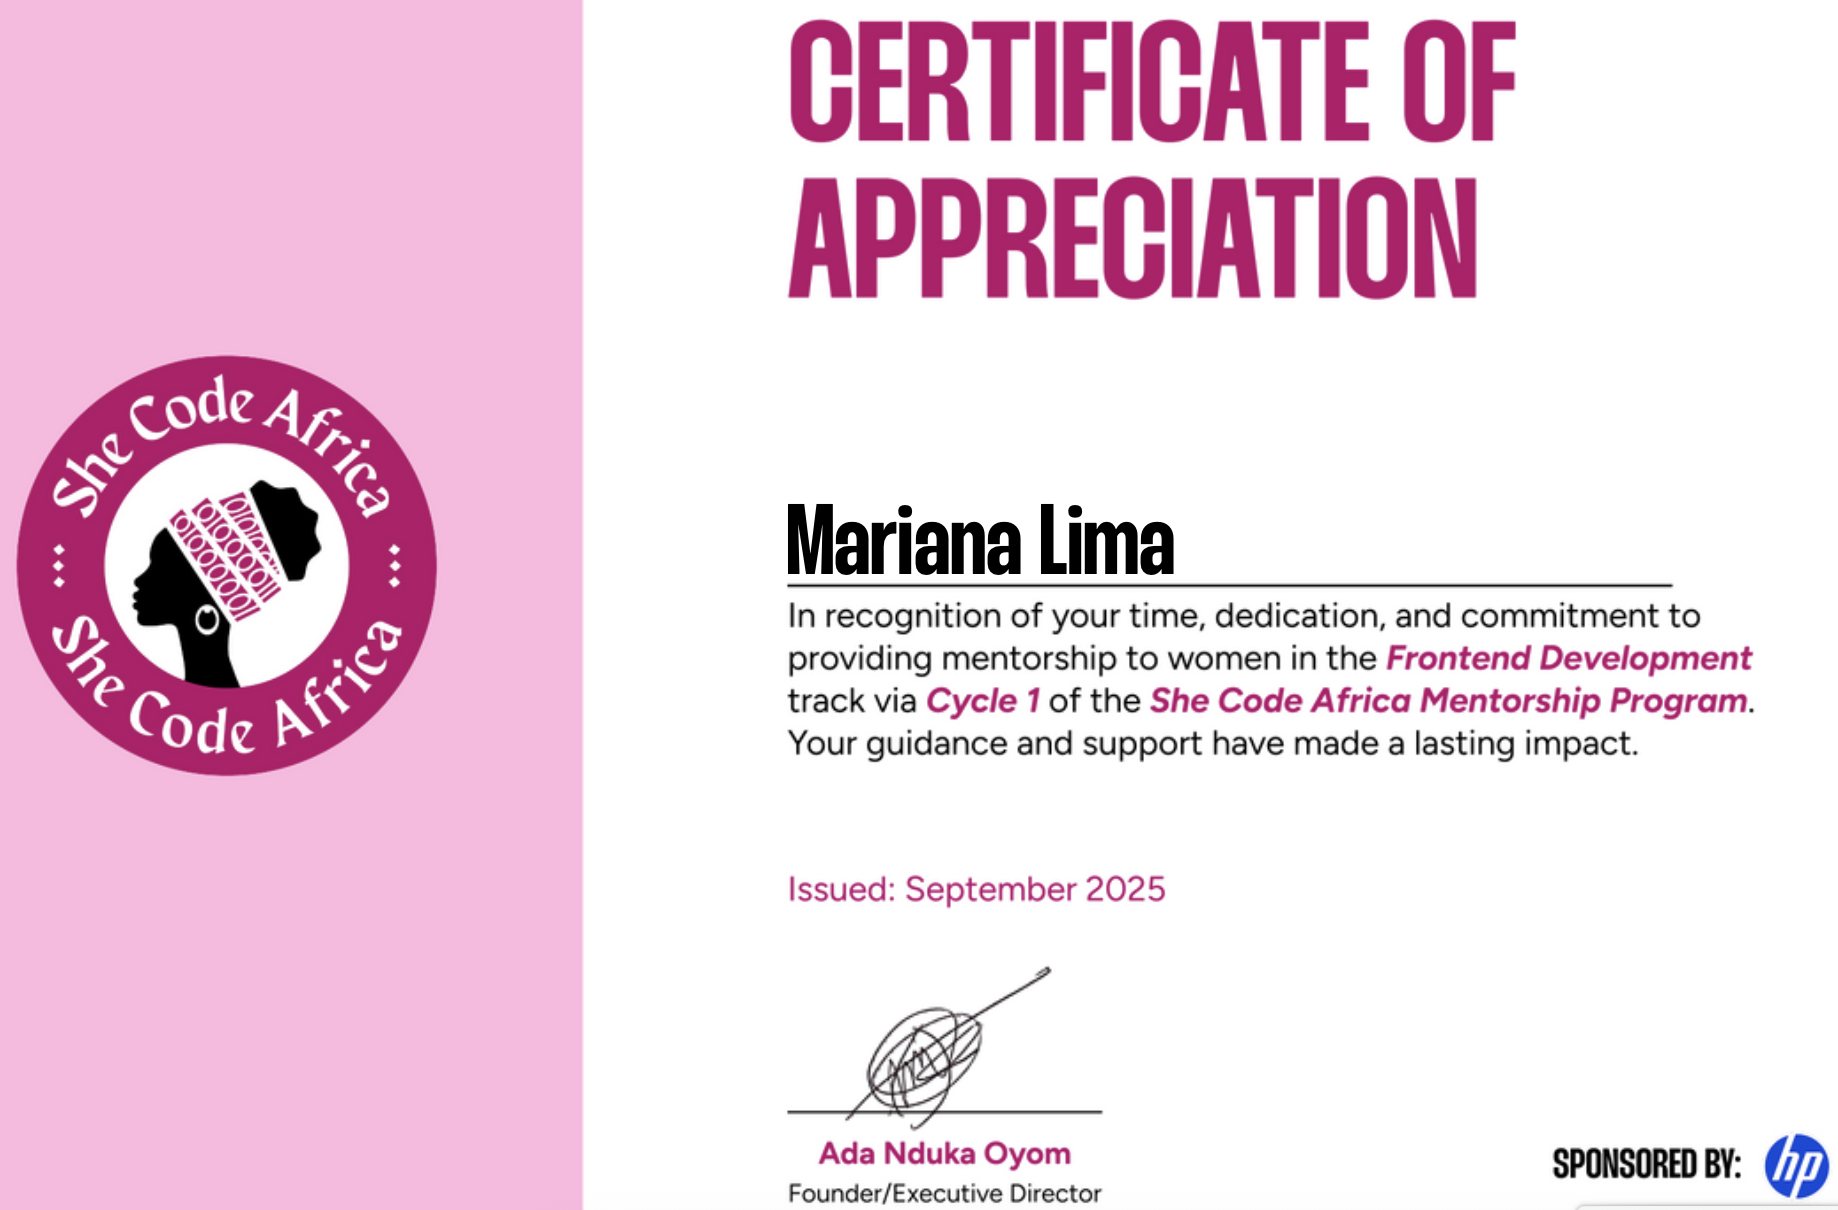 CERTIFICATE OF
APPRECIATION
She Code Africa
She Code Africa
Mariana Lima
In recognition of your time, dedication, and commitment to
providing mentorship to women in the Frontend Development
track via Cycle 1 of the She Code Africa Mentorship Program.
Your guidance and support have made a lasting impact.
Issued: September 2025
Ada Nduka Oyom
Founder/Executive Director
SPONSORED BY: hp